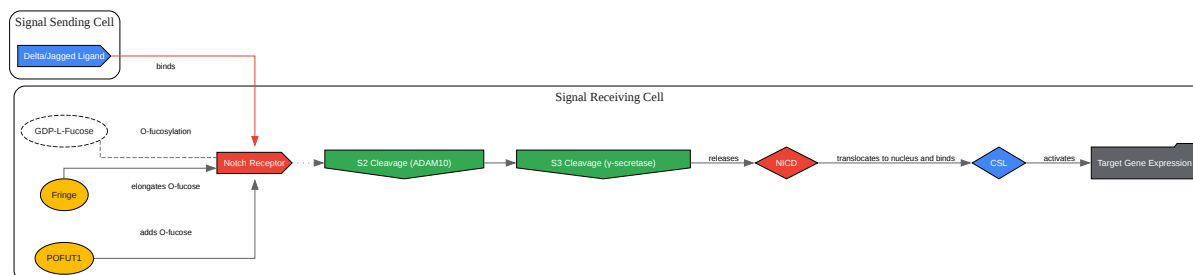 Signal Sending Cell
Delta/Jagged Ligand
binds
Signal Receiving Cell
GDP-L-Fucose
O-fucosylation
Notch Receptor
S2 Cleavage (ADAM10)
S3 Cleavage (γ-secretase)
releases
NICD
translocates to nucleus and binds
CSL
activates
Target Gene Expression
Fringe
elongates O-fucose
adds O-fucose
POFUT1